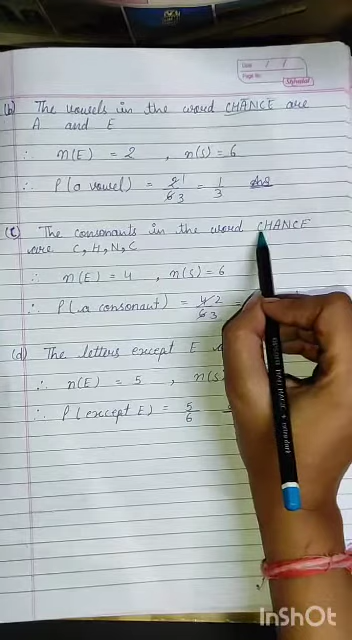 Date
Page No.
(b) The vowels in the word CHANCE are
A and E
∴ n(E) = 2 , n(S) = 6
∴ P(a vowel) = 2 1 / 6 3 = 1/3 Ans
(c) The consonants in the word CHANCE
are C, H, N, C
∴ n(E) = 4 , n(S) = 6
∴ P(a consonant) = 4 2 / 6 3 =
(d) The letters except E
∴ n(E) = 5 , n(S)
∴ P(except E) = 5/6
InShOt